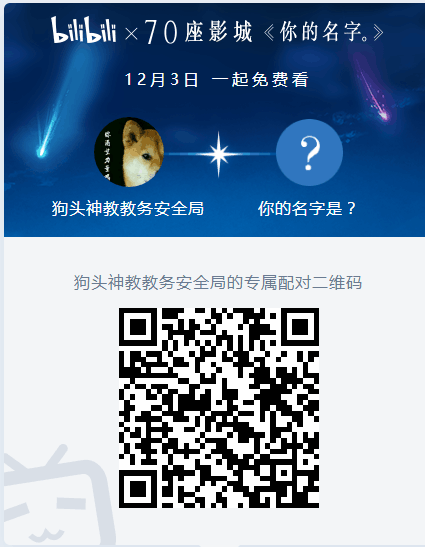 bilibili × 70座影城《你的名字。》
12月3日 一起免费看
?
狗头神教教务安全局
你的名字是？
狗头神教教务安全局的专属配对二维码